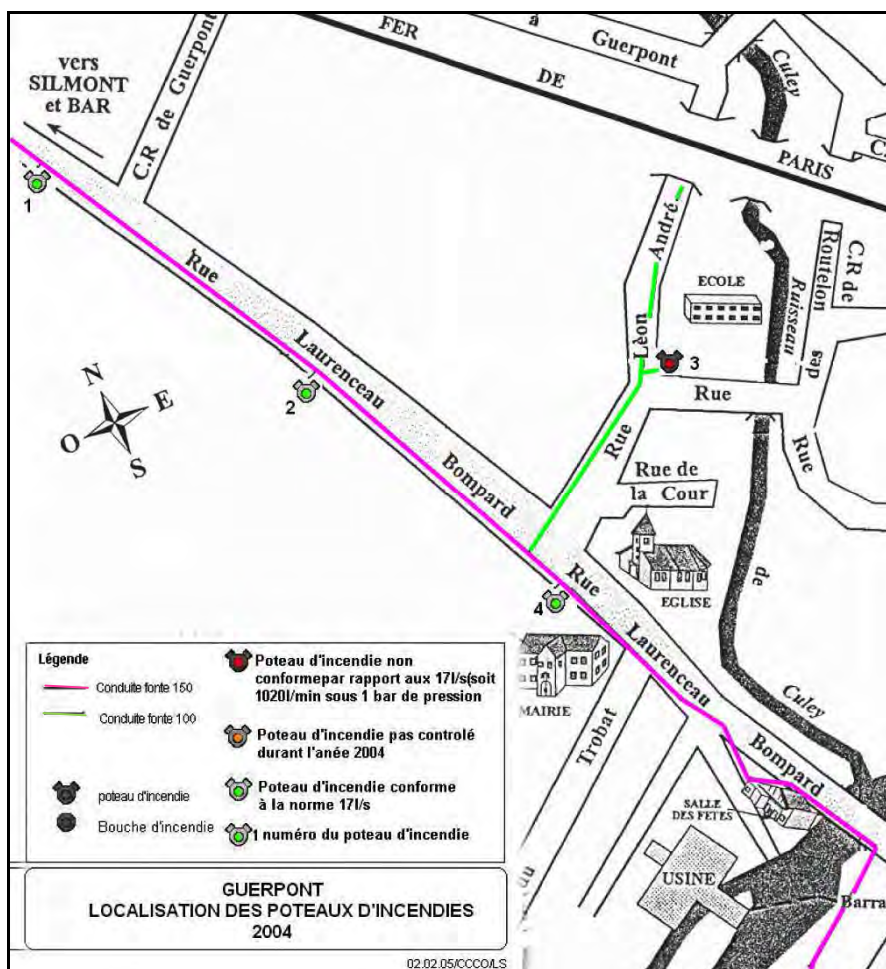 FER
à
Guerpont
DE
PARIS
Culey
vers
SILMONT
et BAR
C.R de Guerpont
1
Rue
Laurenceau
Bompard
2
N
E
O
S
André
Léon
Rue
ECOLE
3
Ruisseau
C.R de
Routelon
des
Rue
Rue
Rue de
la Cour
EGLISE
de
Culey
4
Rue
Laurenceau
Bompard
MAIRIE
Trobat
SALLE
DES FETES
USINE
Barra
Légende
Conduite fonte 150
Conduite fonte 100
poteau d'incendie
Bouche d'incendie
Poteau d'incendie non
conformepar rapport aux 17l/s(soit
1020l/min sous 1 bar de pression
Poteau d'incendie pas controlé
durant l'anée 2004
Poteau d'incendie conforme
à la norme 17l/s
1 numéro du poteau d'incendie
GUERPONT
LOCALISATION DES POTEAUX D'INCENDIES
2004
02.02.05/CCCO/LS